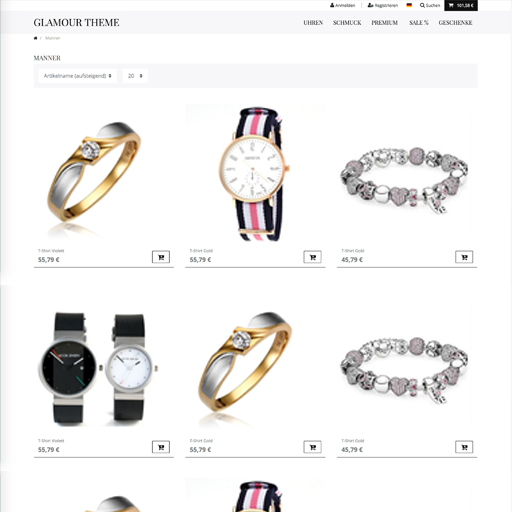 Anmelden Registrieren Suchen 101,58 €
GLAMOUR THEME
UHREN SCHMUCK PREMIUM SALE % GESCHENKE
Männer
MÄNNER
Artikelname (aufsteigend) 20
T-Shirt Violett
55,79 €
T-Shirt Gold
55,79 €
T-Shirt Gold
45,79 €
T-Shirt Violett
55,79 €
T-Shirt Gold
55,79 €
T-Shirt Gold
45,79 €